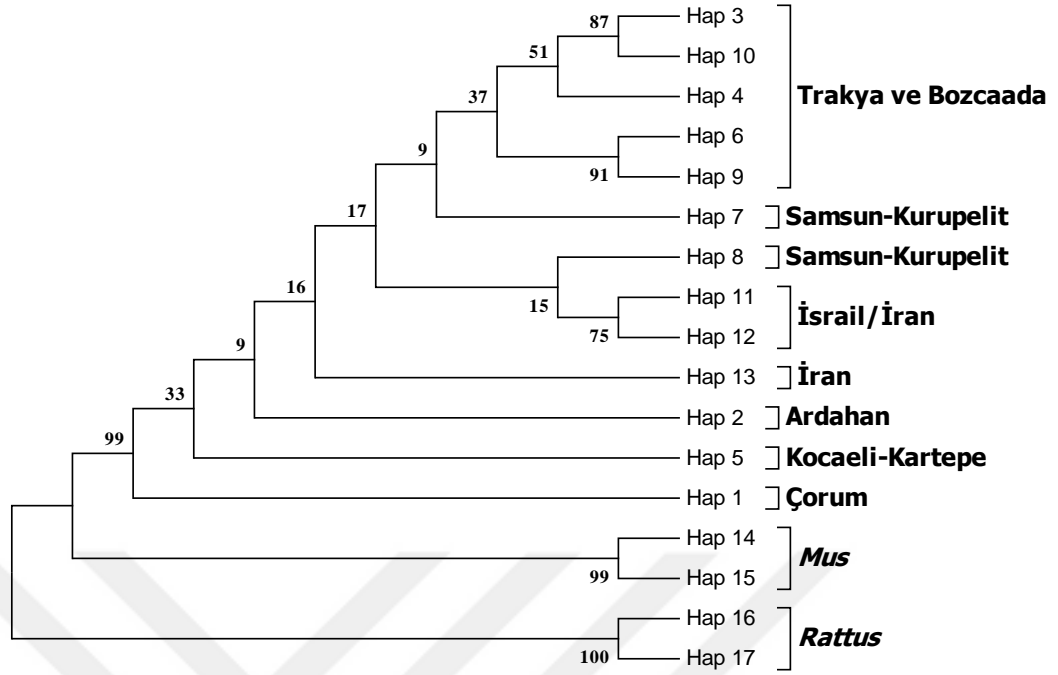 87
Hap 3
51
Hap 10
37
Hap 4
Trakya ve Bozcaada
9
Hap 6
91
Hap 9
17
Hap 7
Samsun-Kurupelit
Hap 8
Samsun-Kurupelit
16
15
Hap 11
75
Hap 12
İsrail/İran
9
Hap 13
İran
33
Hap 2
Ardahan
99
Hap 5
Kocaeli-Kartepe
Hap 1
Çorum
Hap 14
99
Hap 15
Mus
Hap 16
100
Hap 17
Rattus